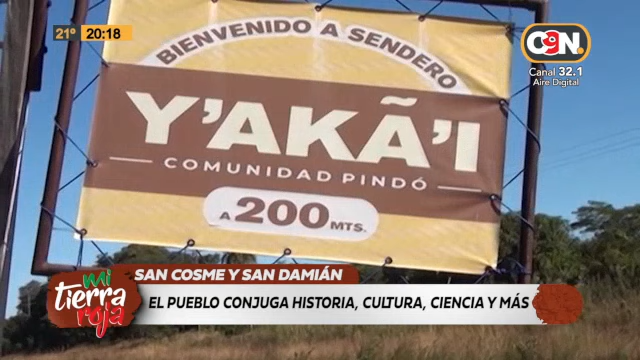 21° 20:18
C9N
Canal 32.1
Aire Digital
BIENVENIDO A SENDERO
Y'AKÃ'I
COMUNIDAD PINDÓ
A 200 MTS.
SAN COSME Y SAN DAMIÁN
mi
tierra
roja
EL PUEBLO CONJUGA HISTORIA, CULTURA, CIENCIA Y MÁS